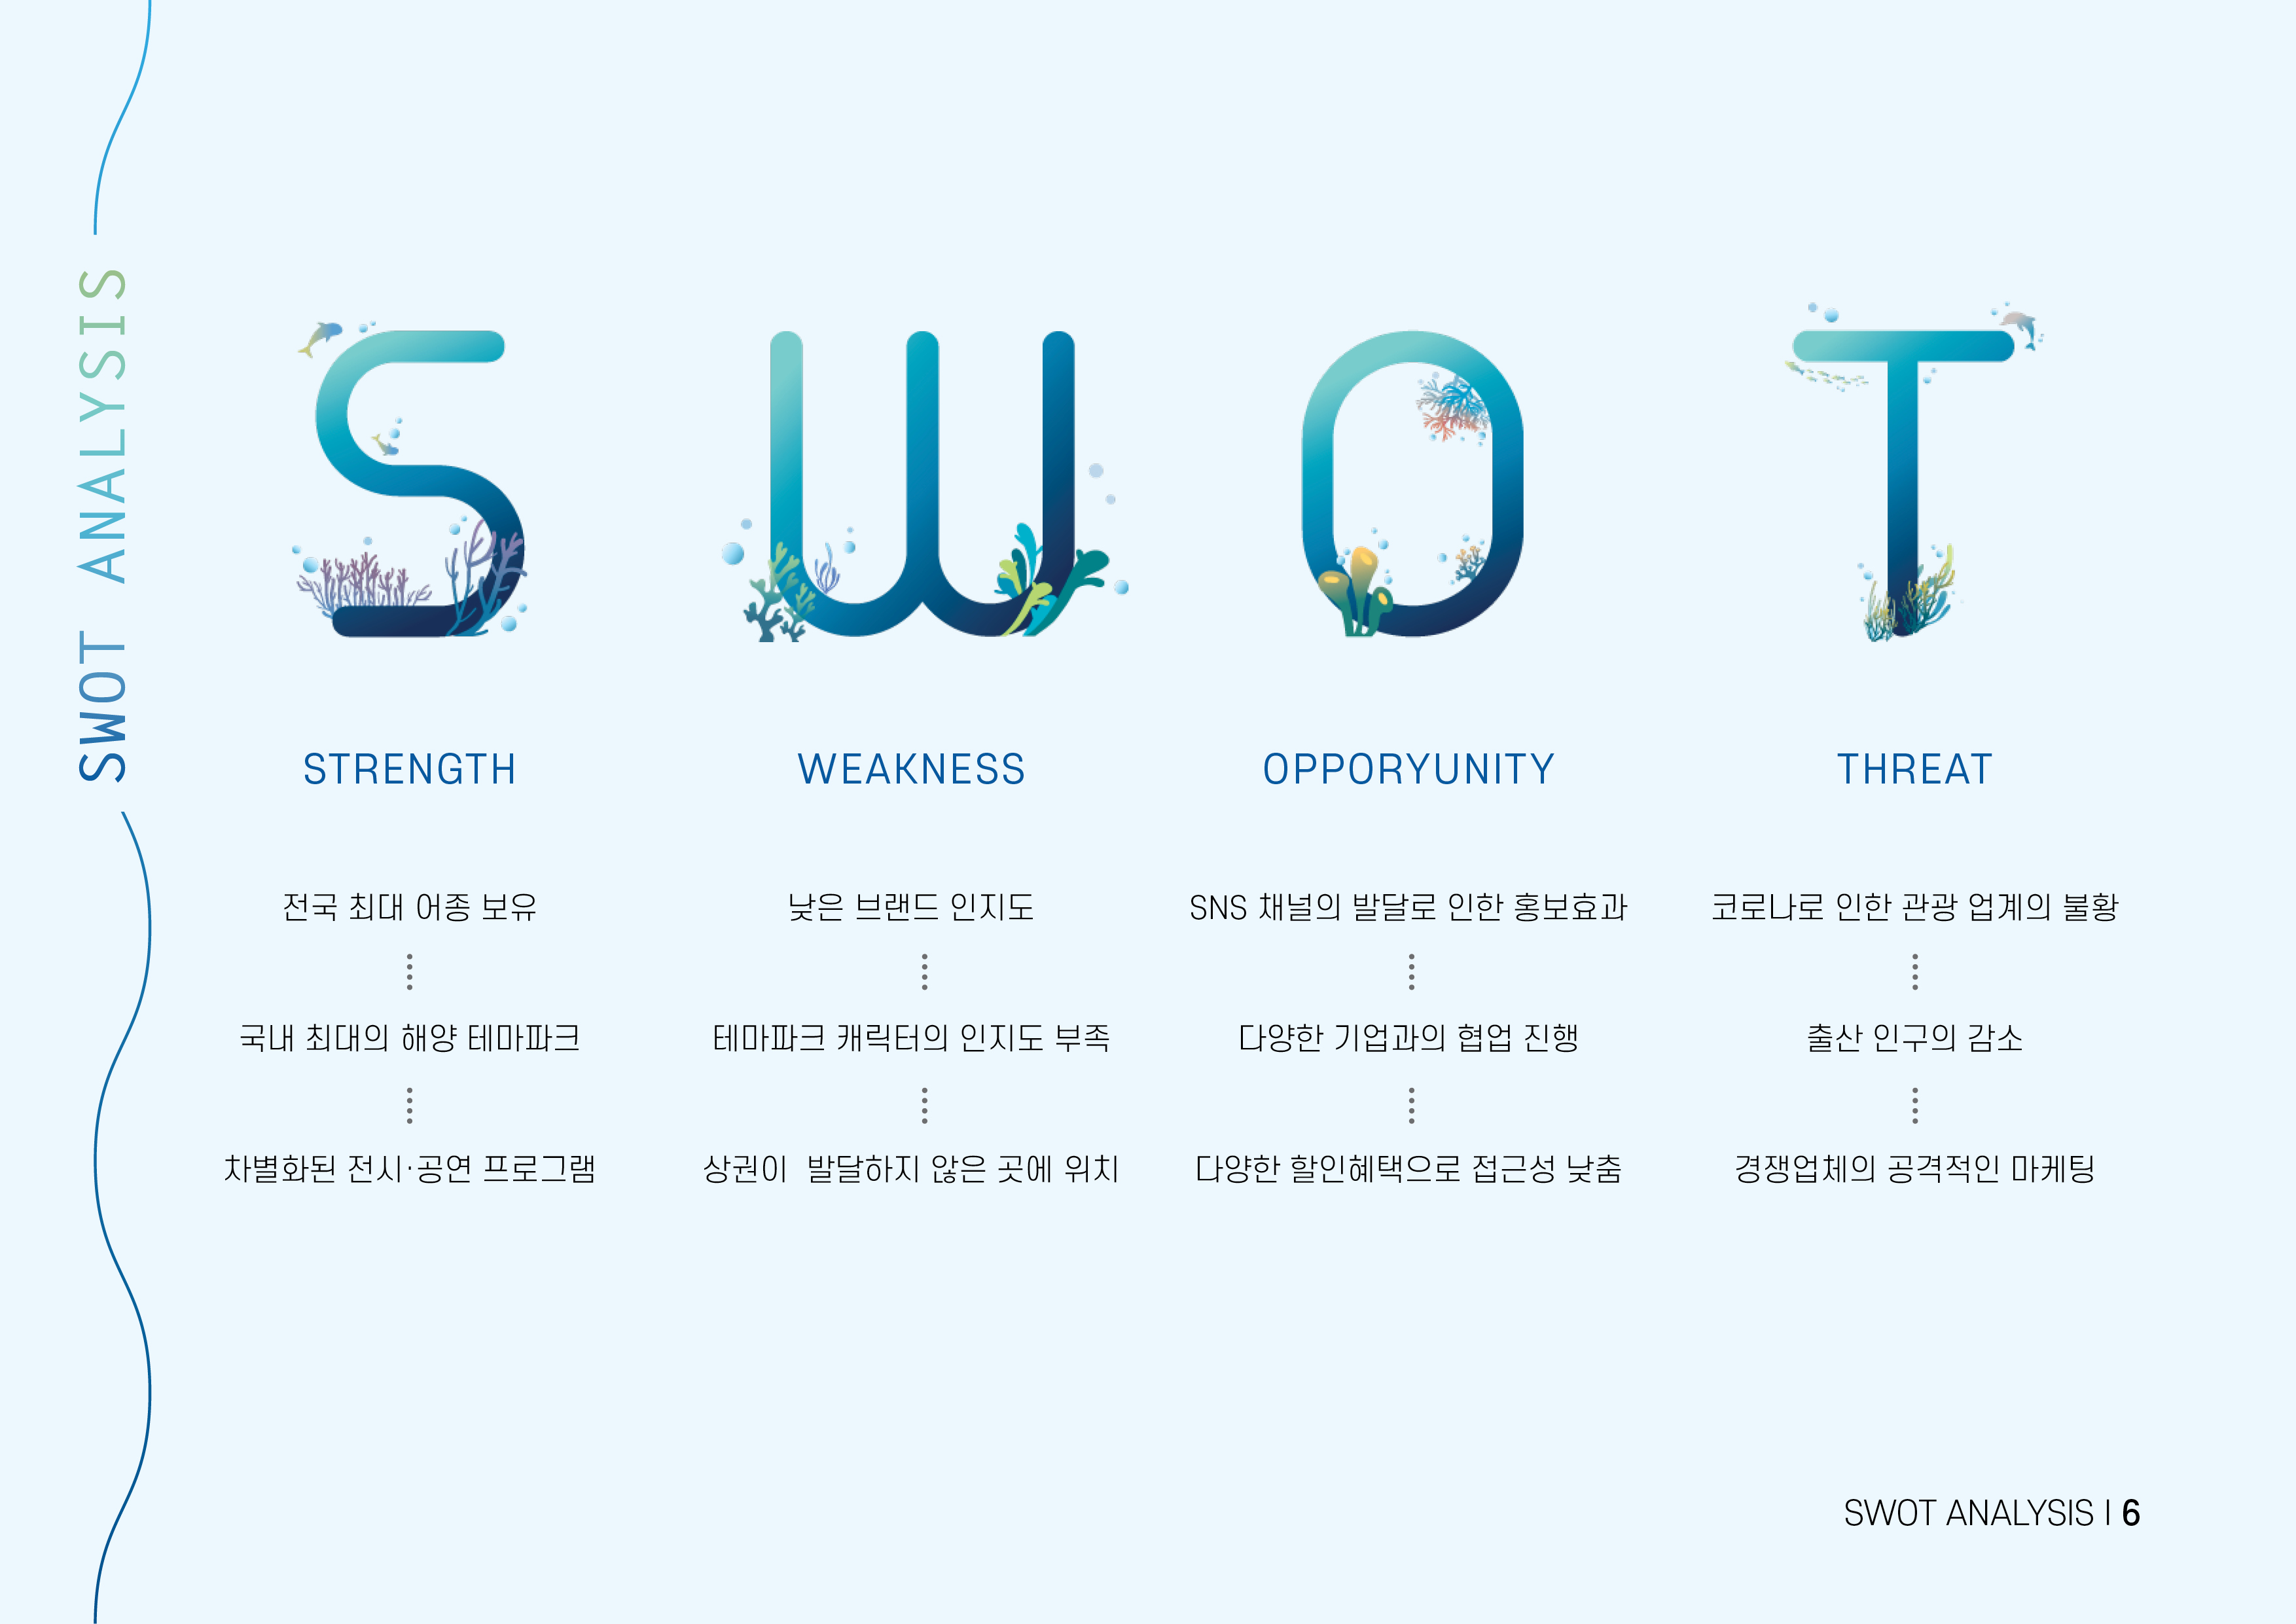 SWOT ANALYSIS
S W O T
STRENGTH
전국 최대 어종 보유
국내 최대의 해양 테마파크
차별화된 전시·공연 프로그램
WEAKNESS
낮은 브랜드 인지도
테마파크 캐릭터의 인지도 부족
상권이 발달하지 않은 곳에 위치
OPPORYUNITY
SNS 채널의 발달로 인한 홍보효과
다양한 기업과의 협업 진행
다양한 할인혜택으로 접근성 낮춤
THREAT
코로나로 인한 관광 업계의 불황
출산 인구의 감소
경쟁업체의 공격적인 마케팅
SWOT ANALYSIS | 6